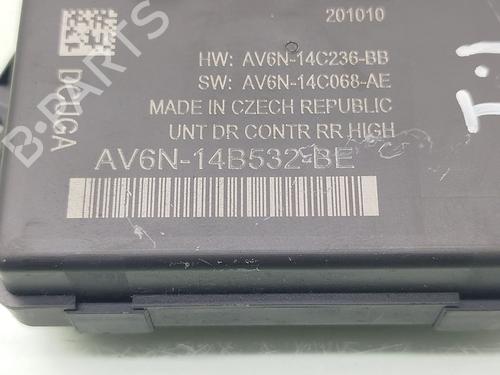 201010
HW: AV6N-14C236-BB
SW: AV6N-14C068-AE
MADE IN CZECH REPUBLIC
UNT DR CONTR RR HIGH
AV6N-14B532-BE
DCUGA
B-PARTS